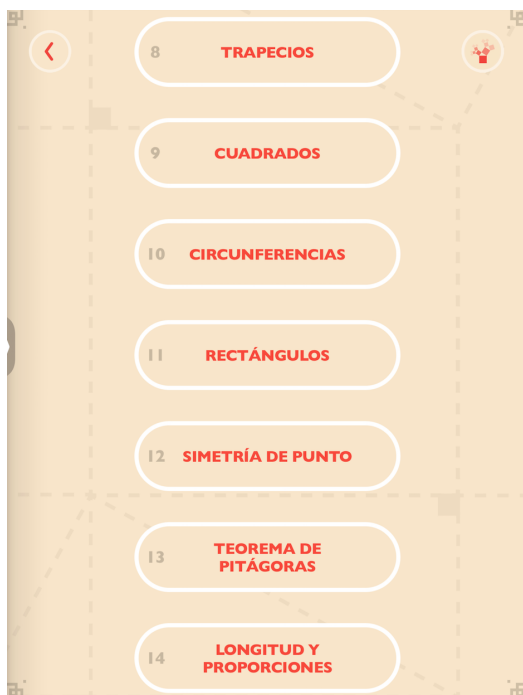 8 TRAPECIOS
9 CUADRADOS
10 CIRCUNFERENCIAS
11 RECTÁNGULOS
12 SIMETRÍA DE PUNTO
13 TEOREMA DE
PITÁGORAS
14 LONGITUD Y
PROPORCIONES